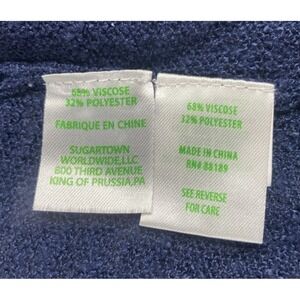 68% VISCOSE
32% POLYESTER
FABRIQUE EN CHINE
SUGARTOWN
WORLDWIDE, LLC
800 THIRD AVENUE
KING OF PRUSSIA, PA
68% VISCOSE
32% POLYESTER
MADE IN CHINA
RN# 88189
SEE REVERSE
FOR CARE